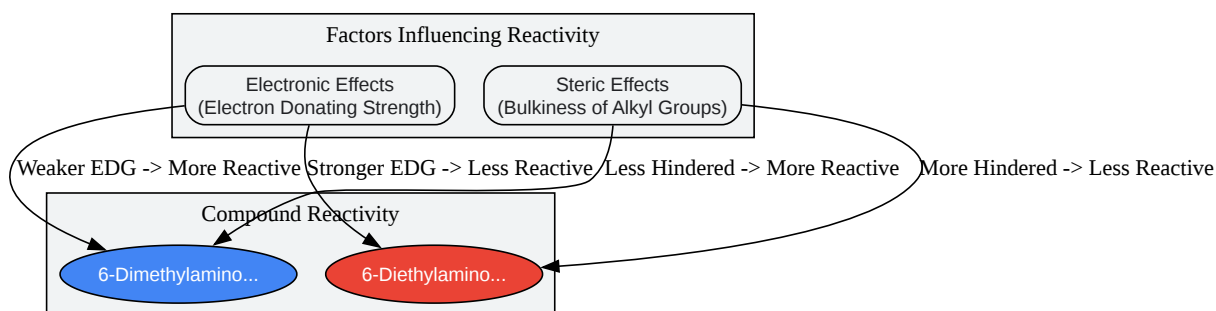 Factors Influencing Reactivity
Electronic Effects
(Electron Donating Strength)
Steric Effects
(Bulkiness of Alkyl Groups)
Weaker EDG -> More Reactive
Stronger EDG -> Less Reactive
Less Hindered -> More Reactive
More Hindered -> Less Reactive
Compound Reactivity
6-Dimethylamino...
6-Diethylamino...